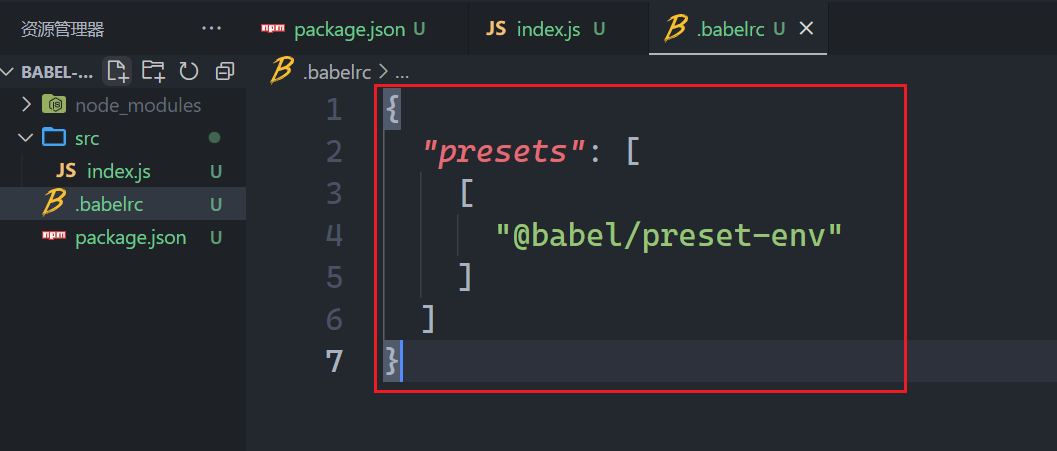 资源管理器 ···
npm package.json U
JS index.js U
.babelrc U
BABEL-...
node_modules
src
JS index.js U
.babelrc U
npm package.json U
.babelrc > ...
1 {
2 "presets": [
3 [
4 "@babel/preset-env"
5 ]
6 ]
7 }